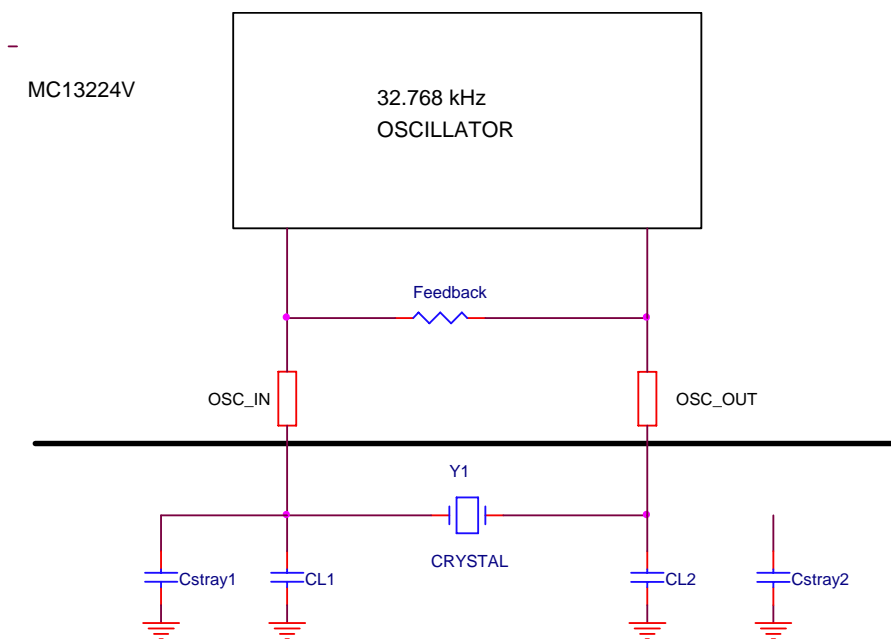 MC13224V
32.768 kHz
OSCILLATOR
Feedback
OSC_IN
OSC_OUT
Y1
CRYSTAL
Cstray1
CL1
CL2
Cstray2